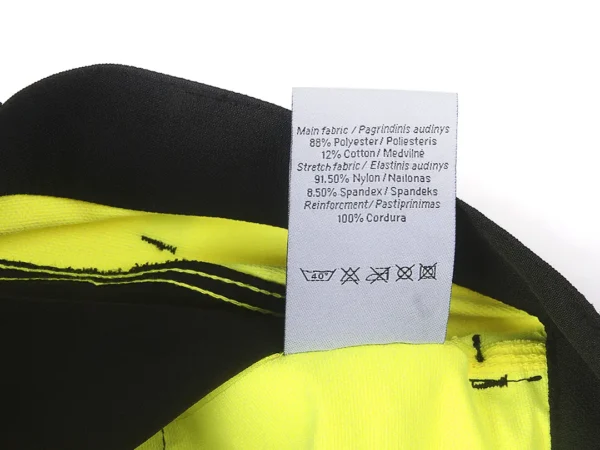 Main fabric / Pagrindinis audinys
88% Polyester / Poliesteris
12% Cotton / Medvilnė
Stretch fabric / Elastinis audinys
91.50% Nylon / Nailonas
8.50% Spandex / Spandeks
Reinforcment / Pastiprinimas
100% Cordura
40°